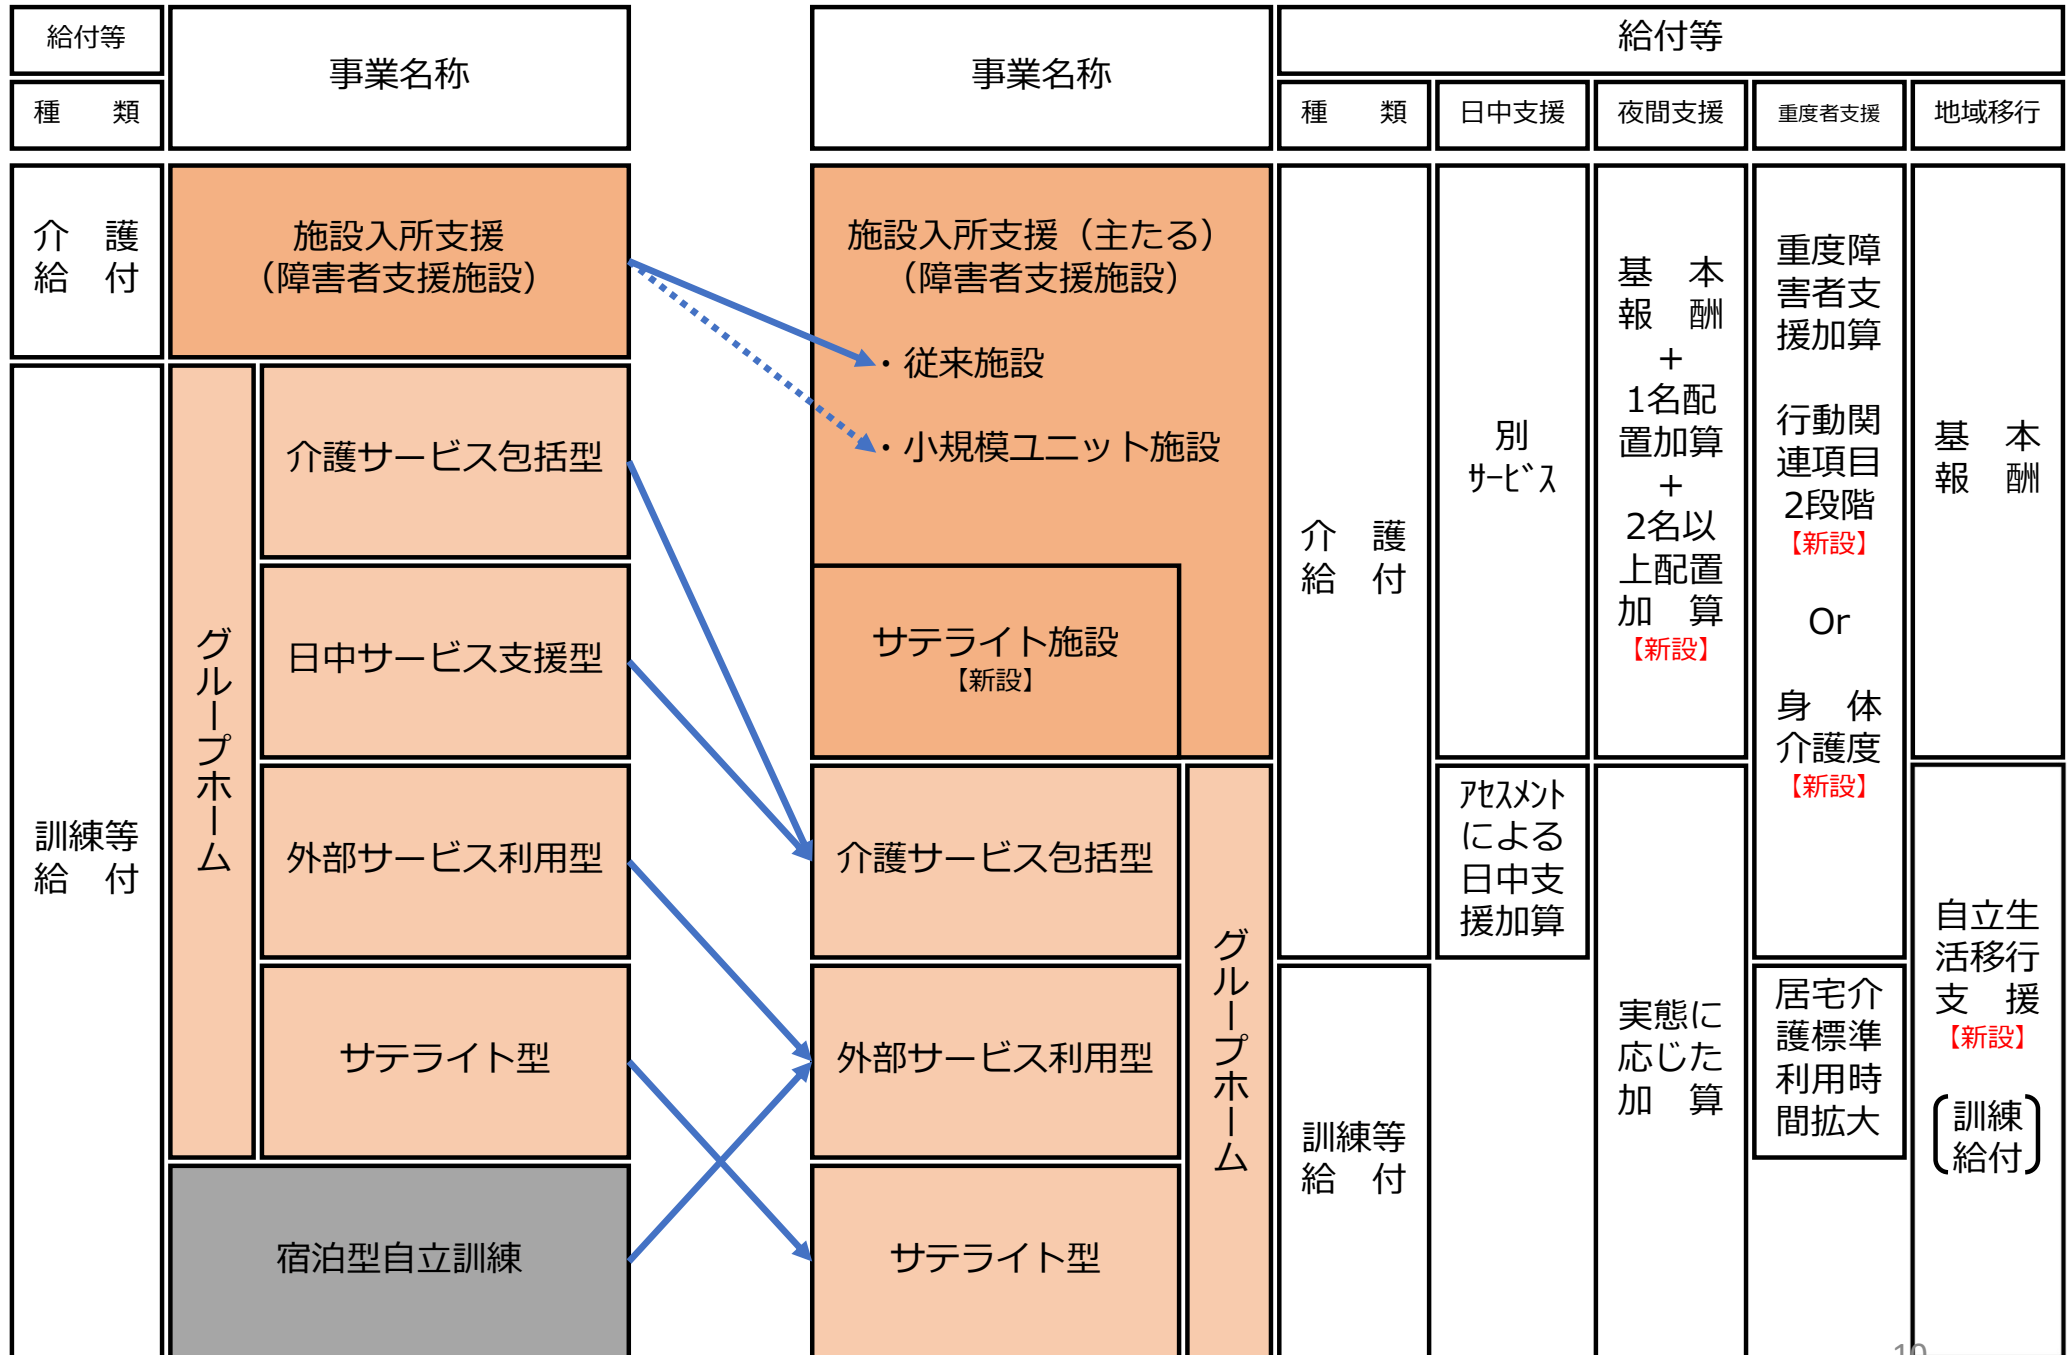 給付等
種　類
事業名称
介　護
給　付
施設入所支援
（障害者支援施設）
訓練等
給　付
グループホーム
介護サービス包括型
日中サービス支援型
外部サービス利用型
サテライト型
宿泊型自立訓練
事業名称
給付等
種　類
日中支援
夜間支援
重度者支援
地域移行
施設入所支援（主たる）
（障害者支援施設）
・従来施設
・小規模ユニット施設
サテライト施設
【新設】
介護サービス包括型
外部サービス利用型
サテライト型
グループホーム
介　護
給　付
訓練等
給　付
別
ｻｰﾋﾞｽ
ｱｾｽﾒﾝﾄ
による
日中支
援加算
基　本
報　酬
+
1名配
置加算
+
2名以
上配置
加　算
【新設】
実態に
応じた
加　算
重度障
害者支
援加算
行動関
連項目
2段階
【新設】
Or
身　体
介護度
【新設】
居宅介
護標準
利用時
間拡大
基　本
報　酬
自立生
活移行
支　援
【新設】
訓練
給付